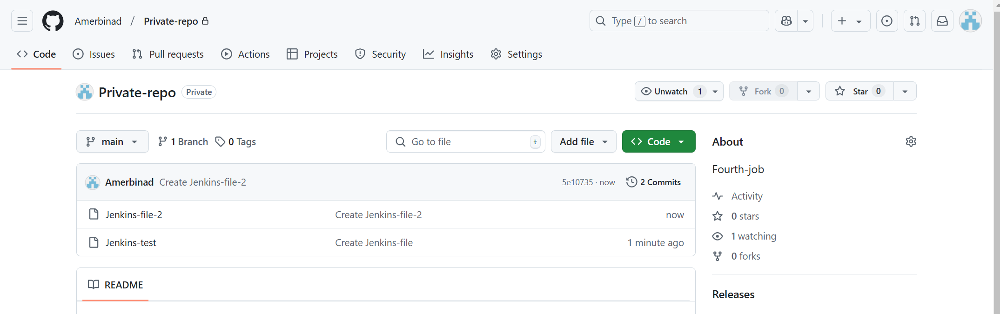 Amerbinad / Private-repo
Type / to search
Code Issues Pull requests Actions Projects Security Insights Settings
Private-repo Private
Unwatch 1 Fork 0 Star 0
main 1 Branch 0 Tags
Go to file t Add file Code
Amerbinad Create Jenkins-file-2 5e10735 · now 2 Commits
Jenkins-file-2 Create Jenkins-file-2 now
Jenkins-test Create Jenkins-file 1 minute ago
README
About
Fourth-job
Activity
0 stars
1 watching
0 forks
Releases